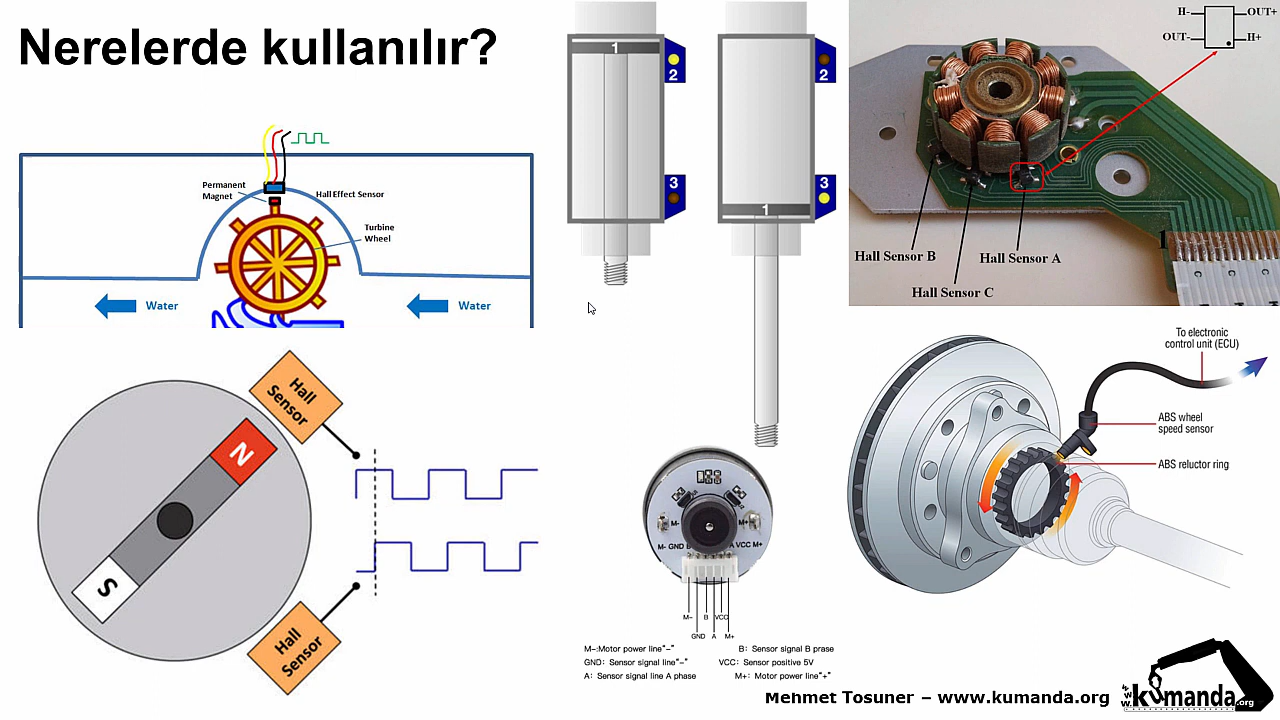 Nerelerde kullanılır?
Permanent
Magnet
Hall Effect Sensor
Turbine
Wheel
Water
Water
1
2
3
1
2
3
H-
OUT+
OUT-
H+
Hall Sensor B
Hall Sensor A
Hall Sensor C
Hall
Sensor
N
S
Hall
Sensor
M-
M+
M- GND B
A VCC M+
M-
B
VCC
GND
A
M+
M-:Motor power line"-"
B: Sensor signal B prase
GND: Sensor signal line"-"
VCC: Sensor positive 5V
A: Sensor signal line A phase
M+: Motor power line"+"
To electronic
control unit (ECU)
ABS wheel
speed sensor
ABS reluctor ring
Mehmet Tosuner – www.kumanda.org
www.kumanda.org